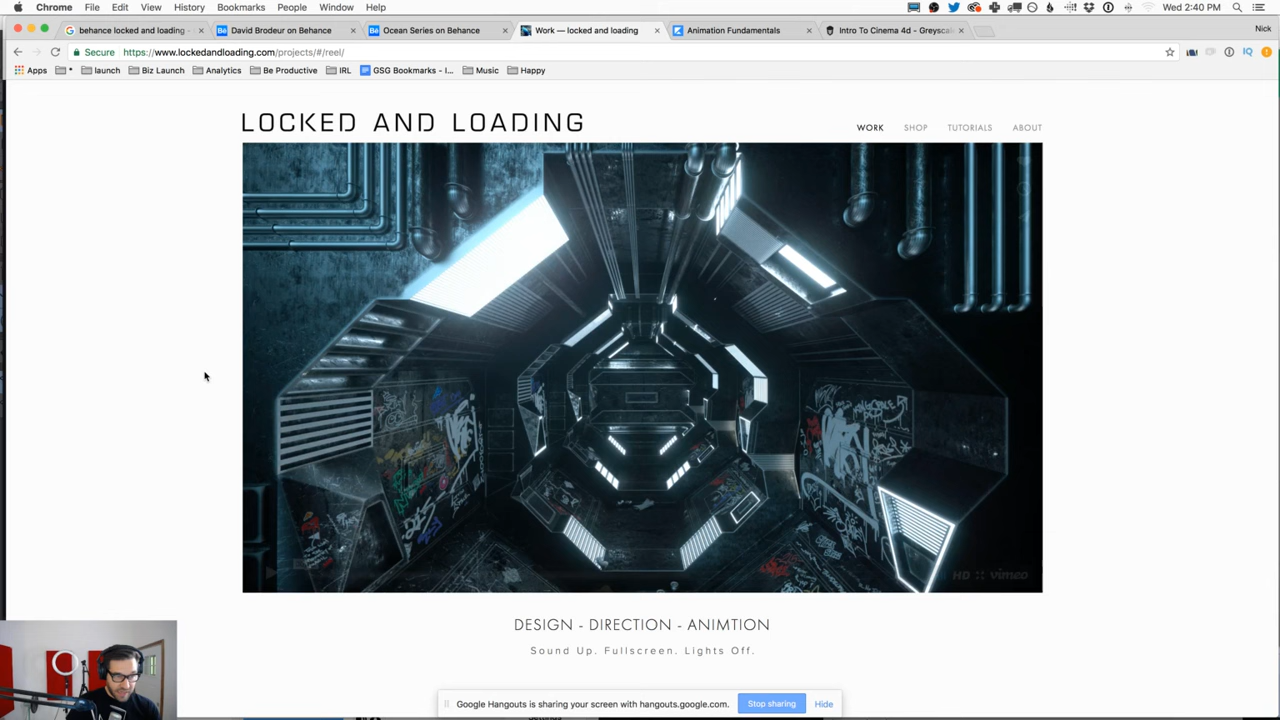 Chrome File Edit View History Bookmarks People Window Help Wed 2:40 PM
behance locked and loading David Brodeur on Behance Ocean Series on Behance Work — locked and loading Animation Fundamentals Intro To Cinema 4d - Greyscale Nick
Secure https://www.lockedandloading.com/projects/#/reel/
Apps * launch Biz Launch Analytics Be Productive IRL GSG Bookmarks - I... Music Happy
LOCKED AND LOADING
WORK SHOP TUTORIALS ABOUT
HD :: vimeo
DESIGN - DIRECTION - ANIMTION
Sound Up. Fullscreen. Lights Off.
Google Hangouts is sharing your screen with hangouts.google.com. Stop sharing Hide